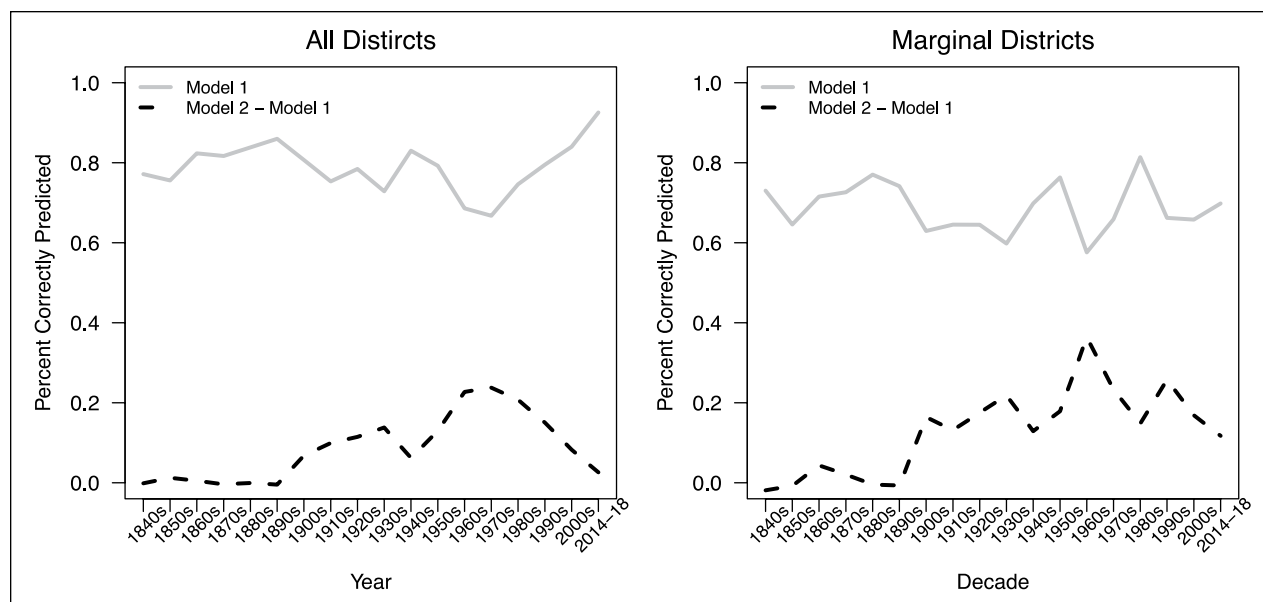 All Distircts
Model 1
Model 2 – Model 1
Percent Correctly Predicted
1.0
0.8
0.6
0.4
0.2
0.0
1840s
1850s
1860s
1870s
1880s
1890s
1900s
1910s
1920s
1930s
1940s
1950s
1960s
1970s
1980s
1990s
2000s
2014–18
Year
Marginal Districts
Model 1
Model 2 – Model 1
Percent Correctly Predicted
1.0
0.8
0.6
0.4
0.2
0.0
1840s
1850s
1860s
1870s
1880s
1890s
1900s
1910s
1920s
1930s
1940s
1950s
1960s
1970s
1980s
1990s
2000s
2014–18
Decade